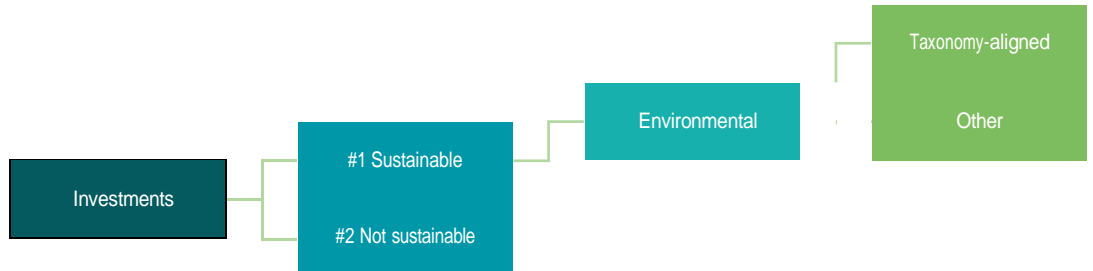 Taxonomy-aligned
Environmental
Other
#1 Sustainable
Investments
#2 Not sustainable